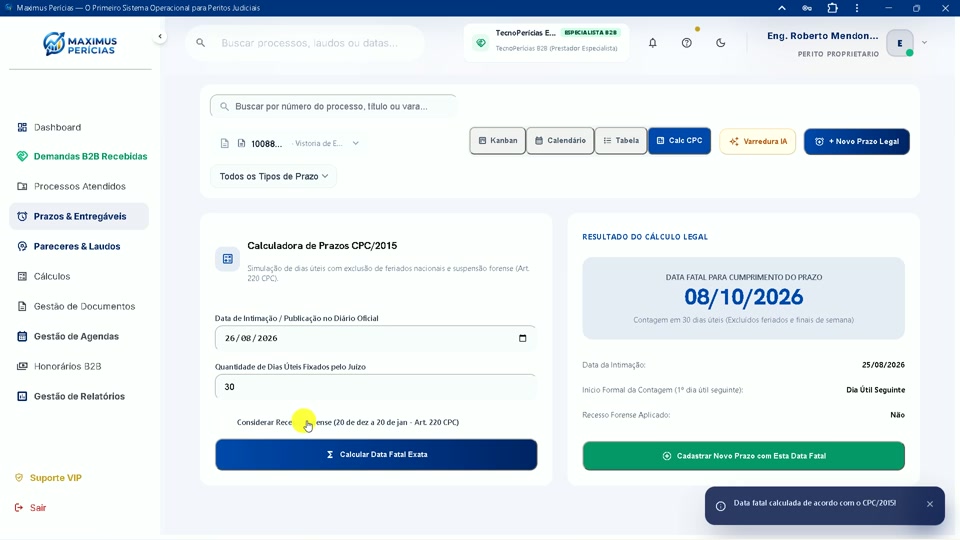 Maximus Perícias — O Primeiro Sistema Operacional para Peritos Judiciais
MAXIMUS
PERÍCIAS
Buscar processos, laudos ou datas...
TecnoPerícias E... ESPECIALISTA B2B
TecnoPerícias B2B (Prestador Especialista)
Eng. Roberto Mendon...
PERITO PROPRIETARIO
E
Dashboard
Demandas B2B Recebidas
Processos Atendidos
Prazos & Entregáveis
Pareceres & Laudos
Cálculos
Gestão de Documentos
Gestão de Agendas
Honorários B2B
Gestão de Relatórios
Suporte VIP
Sair
Buscar por número do processo, título ou vara...
10088... - Vistoria de E...
Kanban
Calendário
Tabela
Calc CPC
Varredura IA
+ Novo Prazo Legal
Todos os Tipos de Prazo
Calculadora de Prazos CPC/2015
Simulação de dias úteis com exclusão de feriados nacionais e suspensão forense (Art.
220 CPC).
Data de Intimação / Publicação no Diário Oficial
26/08/2026
Quantidade de Dias Úteis Fixados pelo Juízo
30
Considerar Rece ense (20 de dez a 20 de jan - Art. 220 CPC)
Calcular Data Fatal Exata
RESULTADO DO CÁLCULO LEGAL
DATA FATAL PARA CUMPRIMENTO DO PRAZO
08/10/2026
Contagem em 30 dias úteis (Excluídos feriados e finais de semana)
Data da Intimação: 25/08/2026
Início Formal da Contagem (1º dia útil seguinte): Dia Útil Seguinte
Recesso Forense Aplicado: Não
Cadastrar Novo Prazo com Esta Data Fatal
Data fatal calculada de acordo com o CPC/2015!